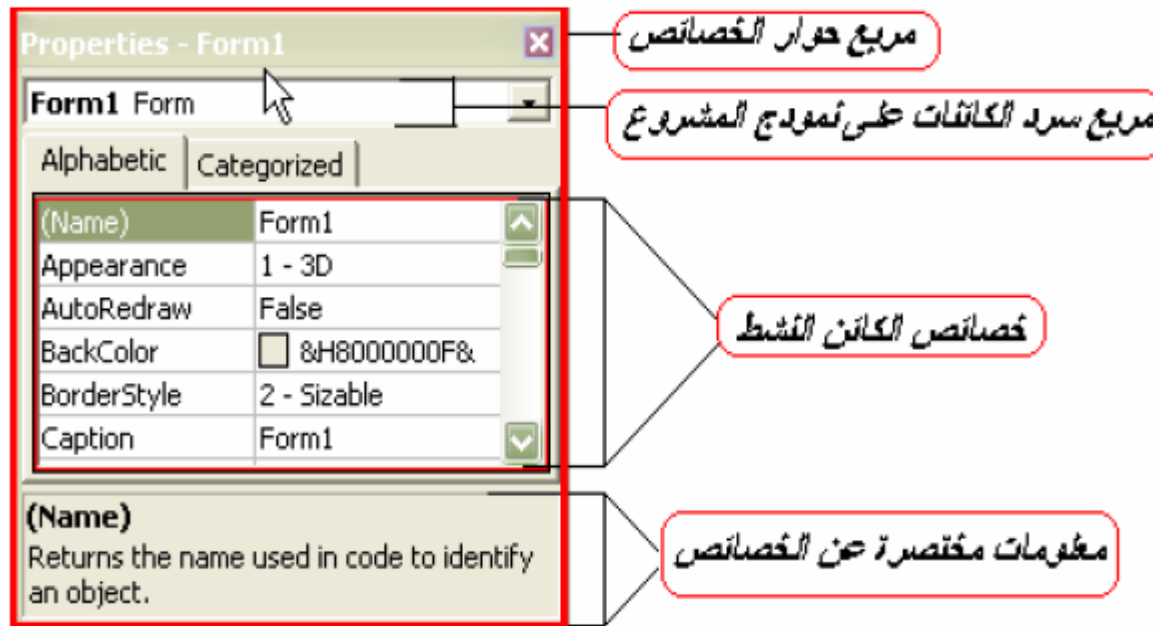 Properties - Form1
مربع حوار الخصائص
Form1 Form
مربع سرد الكائنات على نموذج المشروع
Alphabetic
Categorized
(Name) Form1
Appearance 1 - 3D
AutoRedraw False
BackColor &H8000000F&
BorderStyle 2 - Sizable
Caption Form1
خصائص الكائن النشط
(Name)
Returns the name used in code to identify
an object.
معلومات مختصرة عن الخصائص